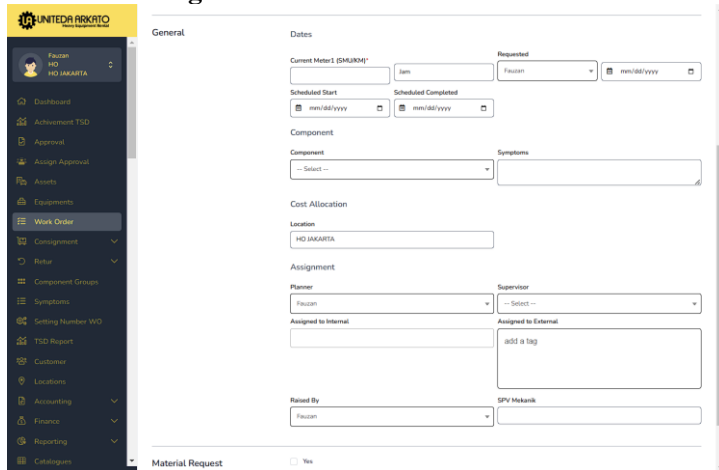 UNITEDA ARKATO
Heavy Equipment Rental
Fauzan
HO
HO JAKARTA
Dashboard
Achivement TSD
Approval
Assign Approval
Assets
Equipments
Work Order
Consignment
Retur
Component Groups
Symptoms
Setting Number WO
TSD Report
Customer
Locations
Accounting
Finance
Reporting
Catalogues
General
Dates
Current Meter1 (SMU/KM)*
Jam
Requested
Fauzan
mm/dd/yyyy
Scheduled Start
Scheduled Completed
mm/dd/yyyy
mm/dd/yyyy
Component
Component
Symptoms
-- Select --
Cost Allocation
Location
HO JAKARTA
Assignment
Planner
Supervisor
Fauzan
-- Select --
Assigned to Internal
Assigned to External
add a tag
Raised By
SPV Mekanik
Fauzan
Material Request
Yes